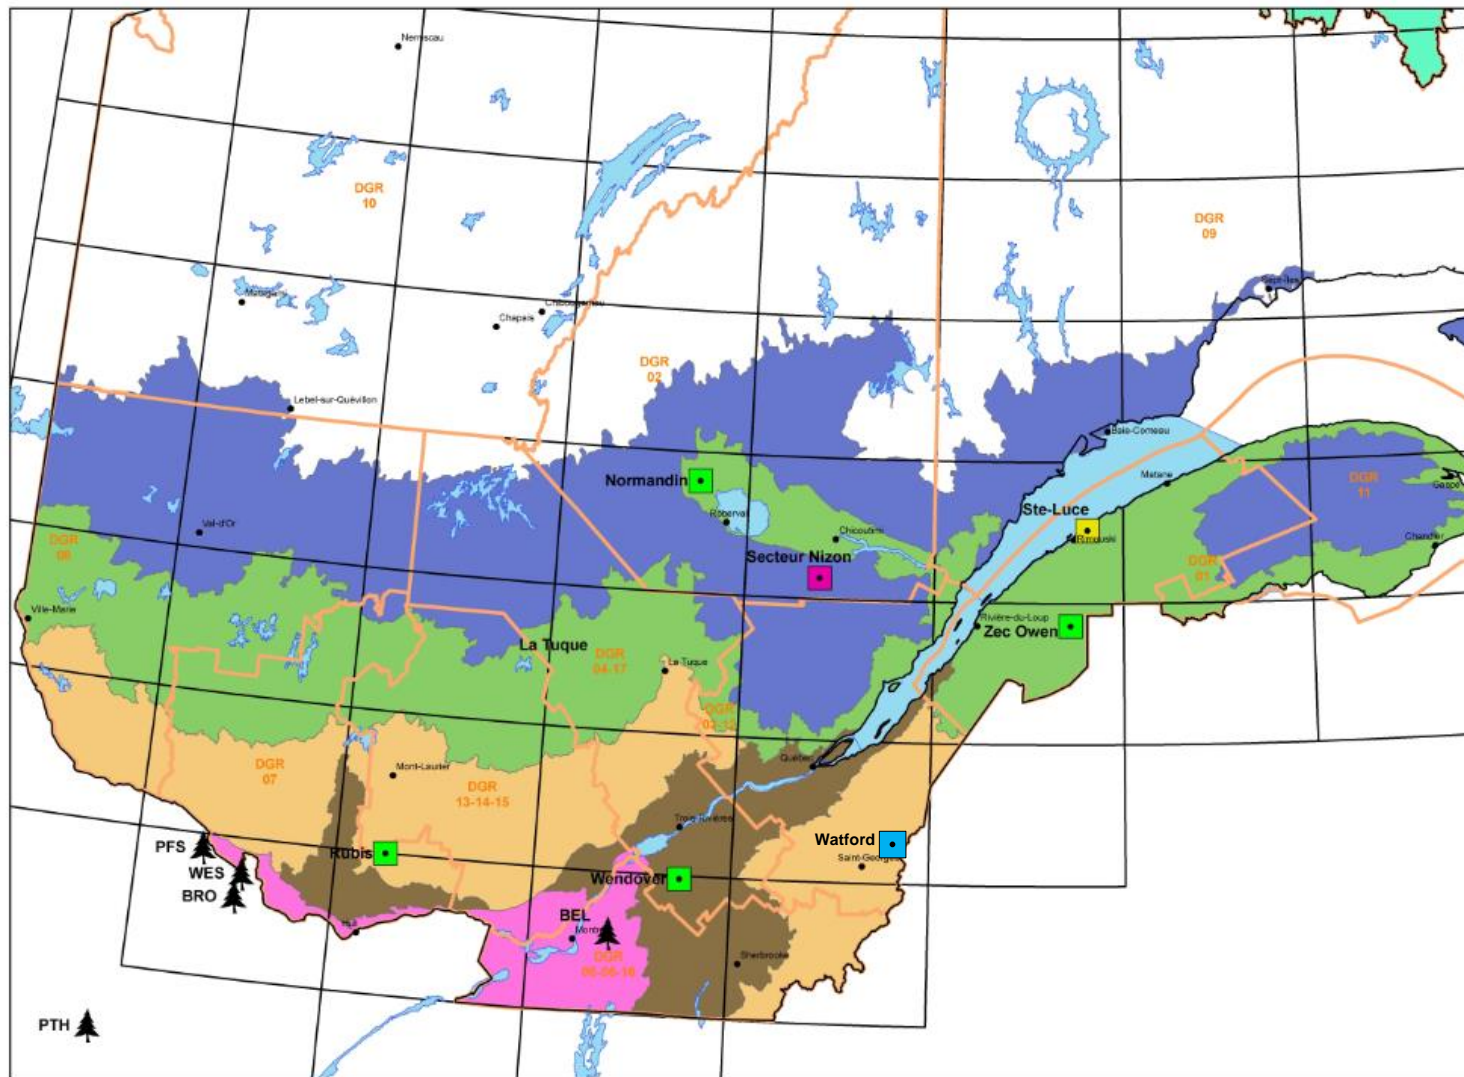 Nemiscau
DGR
10
DGR
09
Sept-Îles
Matagami
Chibougamau
Chapais
DGR
02
Lebel-sur-Quévillon
Baie-Comeau
Matane
DGR
11
Gaspé
Normandin
Roberval
Ste-Luce
Val-d'Or
Chicoutimi
Rimouski
Chandler
DGR
08
Secteur Nizon
DGR
01
Ville-Marie
Rivière-du-Loup
Zec Owen
La Tuque
DGR
04-17
La Tuque
DGR
03-12
Québec
DGR
07
Mont-Laurier
DGR
13-14-15
Trois-Rivières
Watford
PFS
Rubis
Saint-Georges
WES
Wendover
BRO
BEL
Hull
Montré
DGR
Sherbrooke
PTH